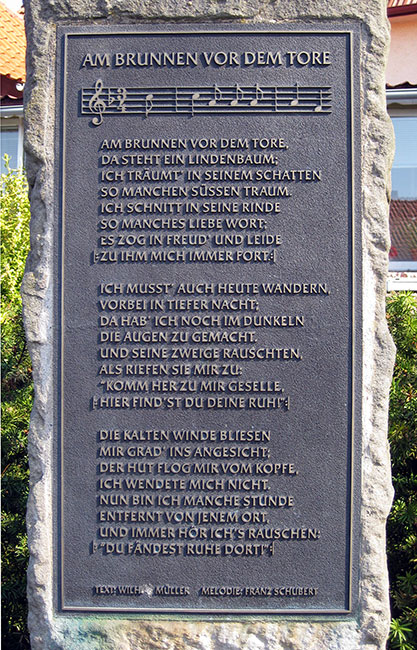 AM BRUNNEN VOR DEM TORE
AM BRUNNEN VOR DEM TORE,
DA STEHT EIN LINDENBAUM;
ICH TRÄUMT' IN SEINEM SCHATTEN
SO MANCHEN SÜSSEN TRAUM.
ICH SCHNITT IN SEINE RINDE
SO MANCHES LIEBE WORT;
ES ZOG IN FREUD' UND LEIDE
|:ZU IHM MICH IMMER FORT.:|
ICH MUSST' AUCH HEUTE WANDERN,
VORBEI IN TIEFER NACHT;
DA HAB' ICH NOCH IM DUNKELN
DIE AUGEN ZU GEMACHT.
UND SEINE ZWEIGE RAUSCHTEN,
ALS RIEFEN SIE MIR ZU:
"KOMM HER ZU MIR GESELLE,
|:HIER FIND'ST DU DEINE RUH!":|
DIE KALTEN WINDE BLIESEN
MIR GRAD' INS ANGESICHT;
DER HUT FLOG MIR VOM KOPFE,
ICH WENDETE MICH NICHT.
NUN BIN ICH MANCHE STUNDE
ENTFERNT VON JENEM ORT,
UND IMMER HÖR ICH'S RAUSCHEN:
|:"DU FÄNDEST RUHE DORT!":|
TEXT: WILH. MÜLLER MELODIE: FRANZ SCHUBERT